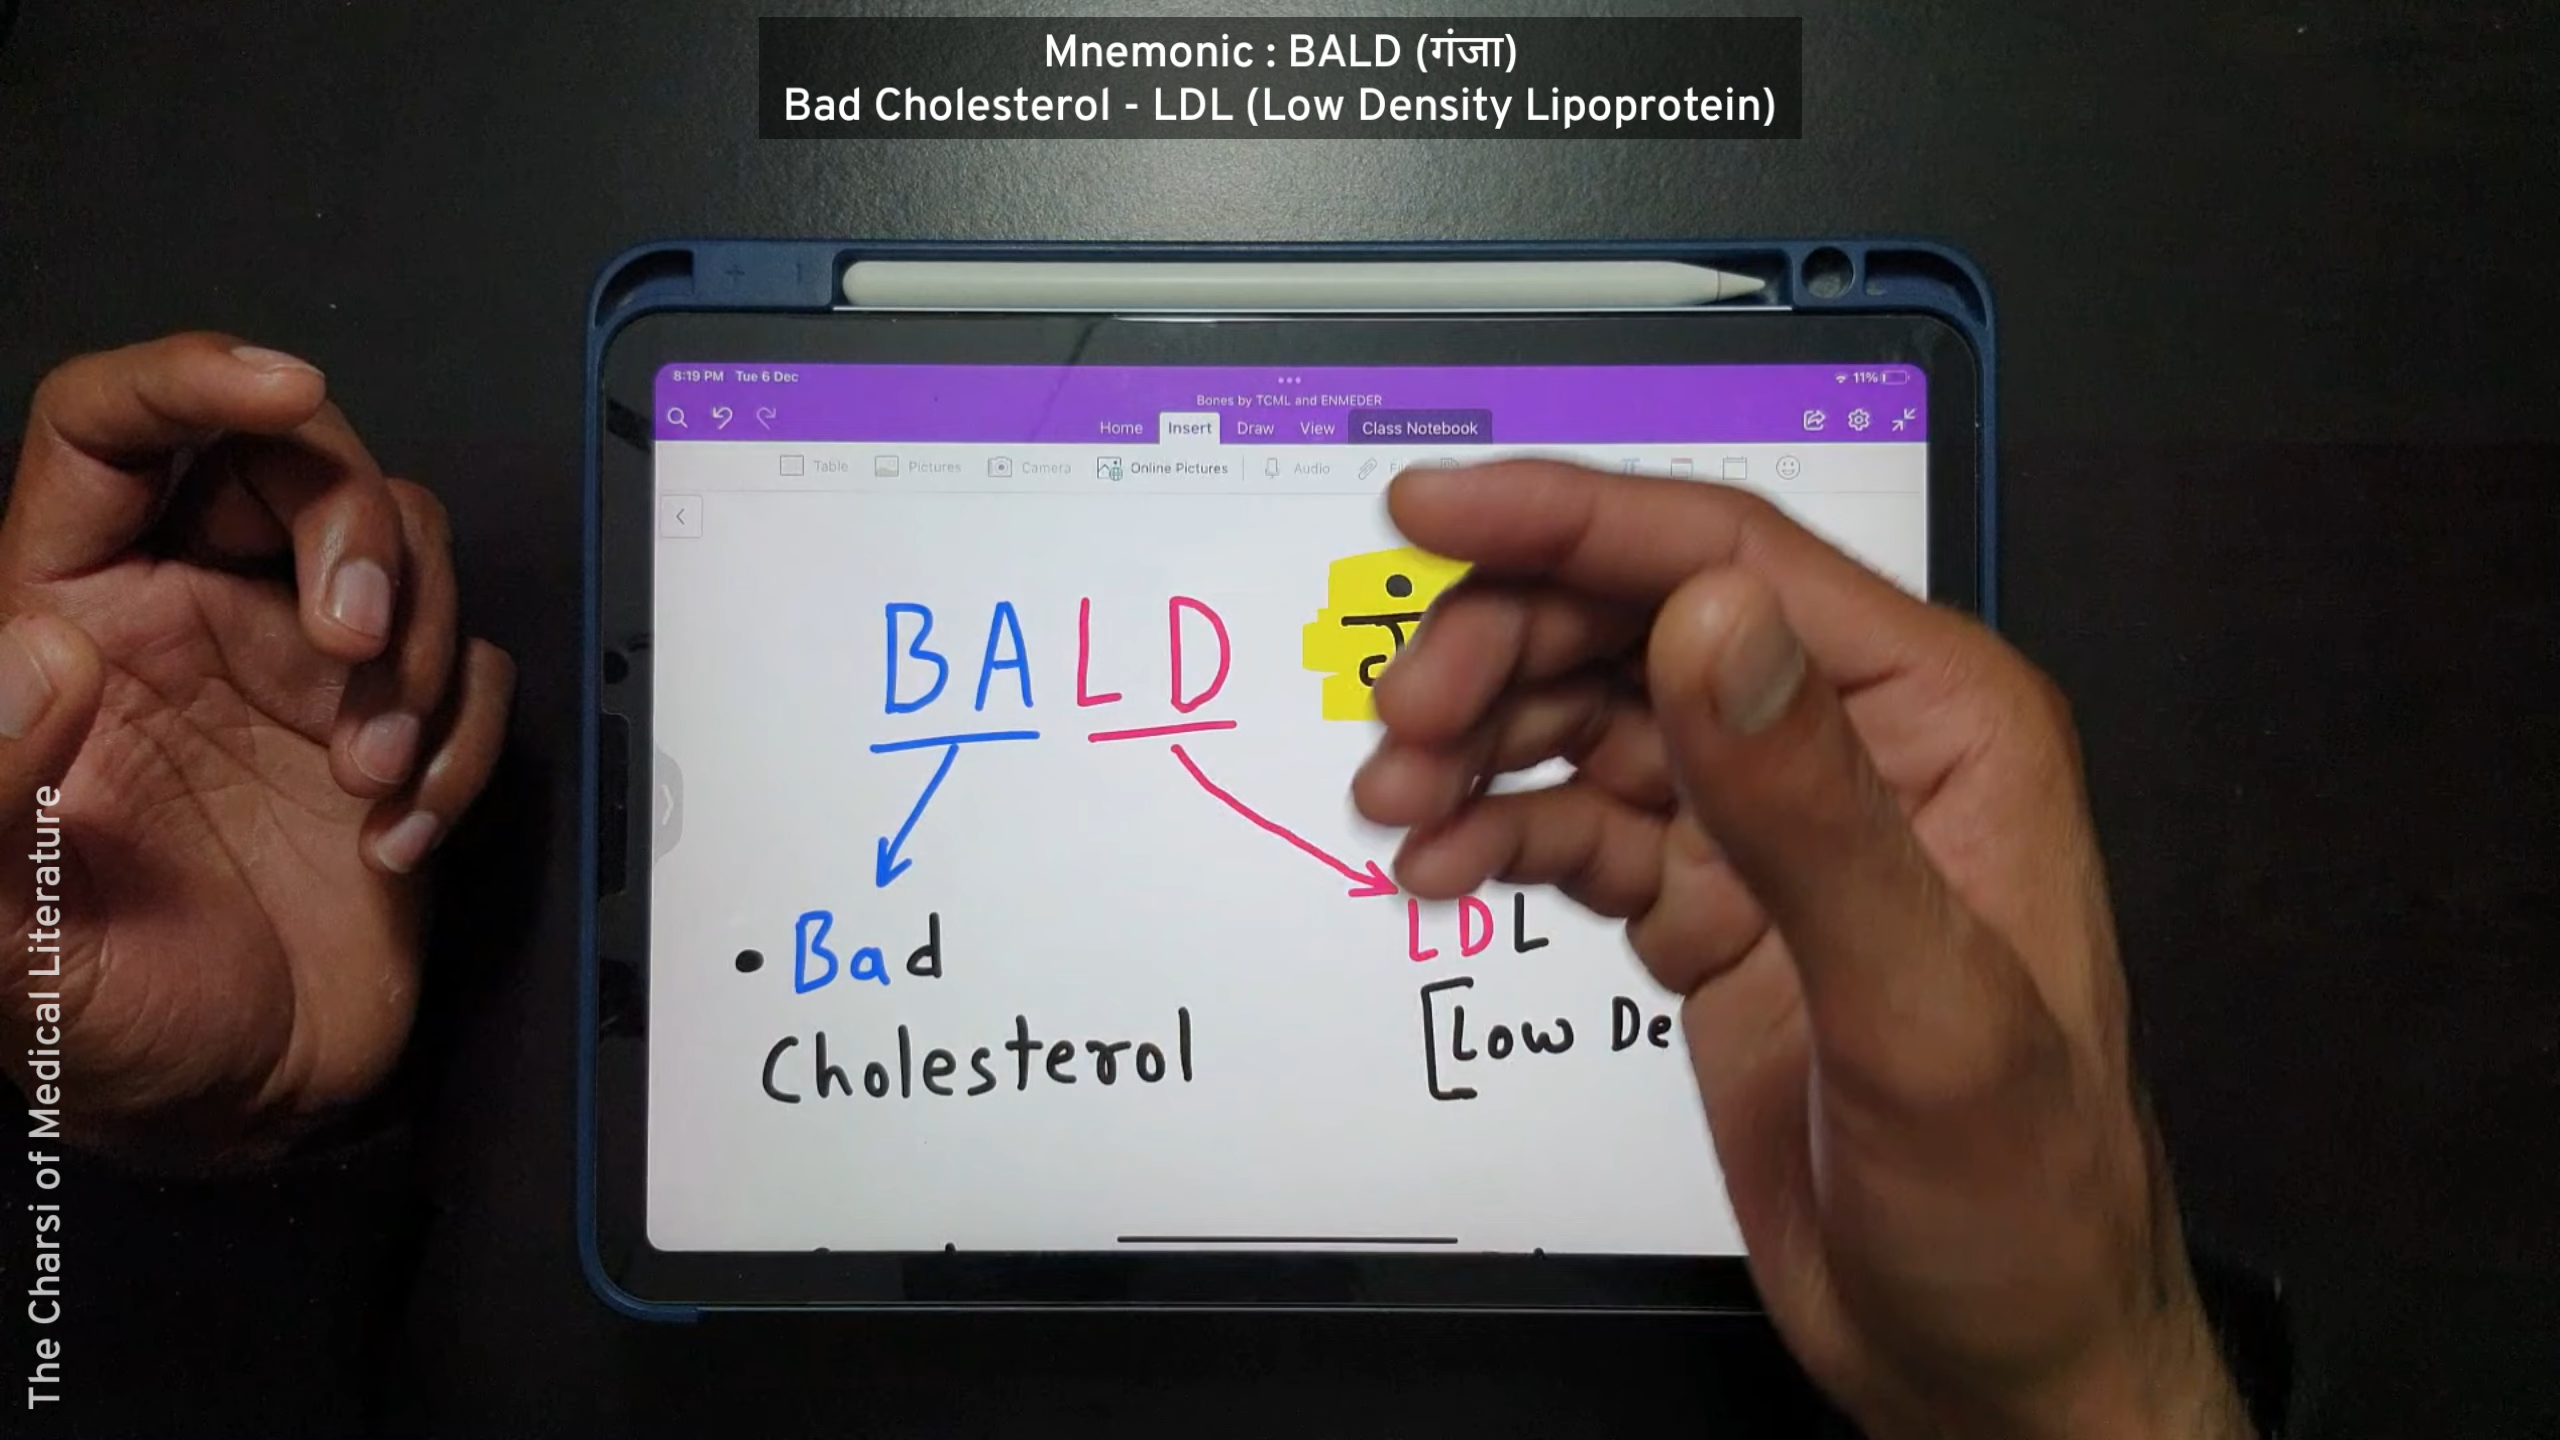 Mnemonic : BALD (गंजा)
Bad Cholesterol - LDL (Low Density Lipoprotein)
8:19 PM Tue 6 Dec
11%
Bones by TCML and ENMEDER
Home Insert Draw View Class Notebook
Table Pictures Camera Online Pictures Audio
BALD
• Bad
Cholesterol
LDL
[Low De
The Charsi of Medical Literature